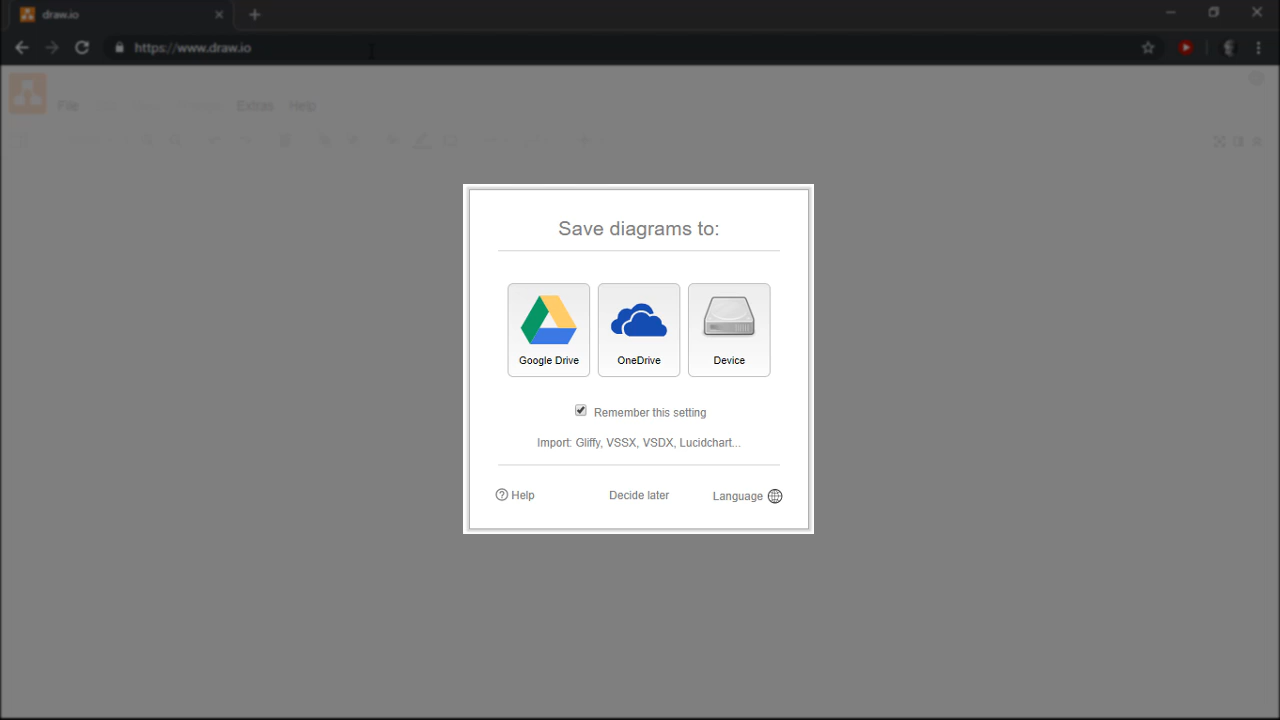 draw.io
https://www.draw.io
File
Extras Help
Save diagrams to:
Google Drive OneDrive Device
Remember this setting
Import: Gliffy, VSSX, VSDX, Lucidchart...
Help Decide later Language